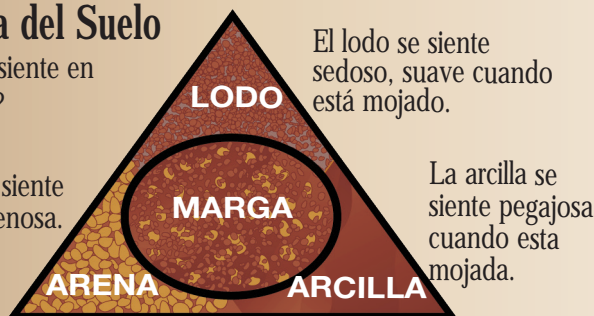 a del Suelo
siente en
?
El lodo se siente
sedoso, suave cuando
está mojado.
LODO
siente
enosa.
MARGA
La arcilla se
siente pegajosa
cuando esta
mojada.
ARENA
ARCILLA